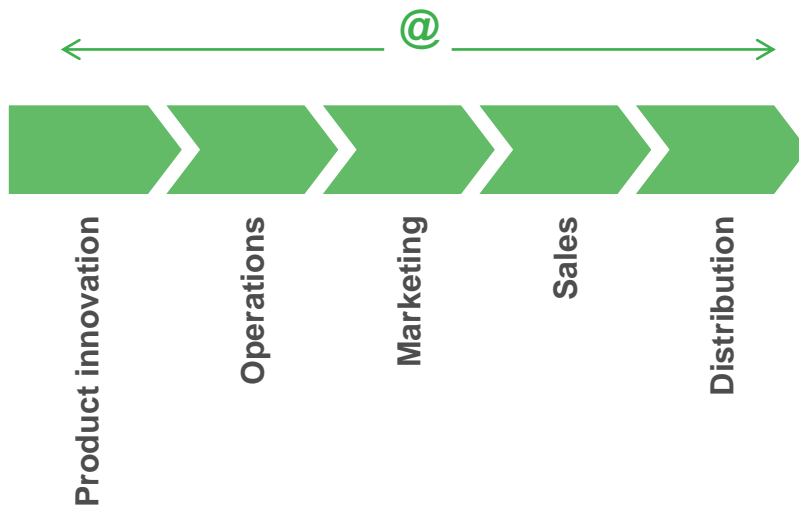 @
Product innovation
Operations
Marketing
Sales
Distribution